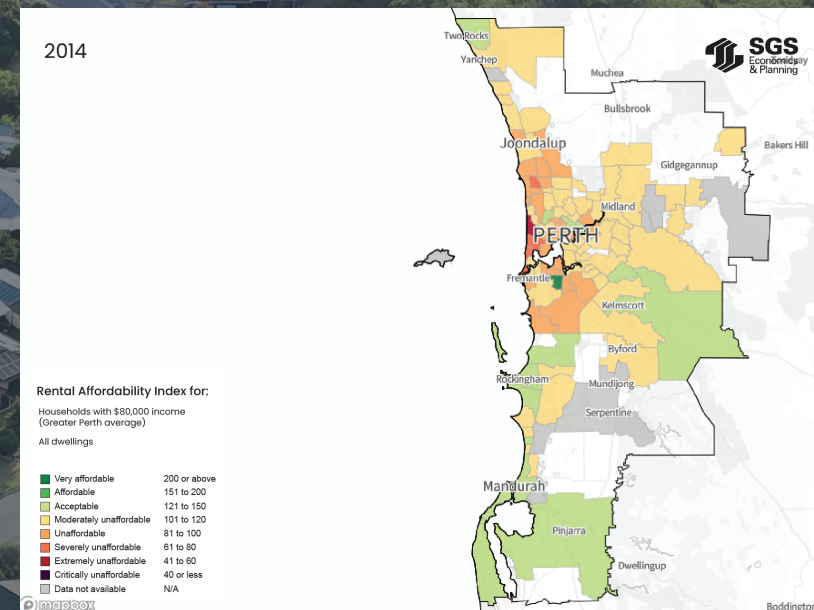 2014
SGS
Economics
& Planning
Two Rocks
Yanchep
Muchea
Bullsbrook
Joondalup
Bakers Hill
Gidgegannup
Midland
PERTH
Fremantle
Kelmscott
Byford
Rockingham
Mundijong
Serpentine
Mandurah
Pinjarra
Dwellingup
Boddington
Rental Affordability Index for:
Households with $80,000 income
(Greater Perth average)
All dwellings
Very affordable 200 or above
Affordable 151 to 200
Acceptable 121 to 150
Moderately unaffordable 101 to 120
Unaffordable 81 to 100
Severely unaffordable 61 to 80
Extremely unaffordable 41 to 60
Critically unaffordable 40 or less
Data not available N/A
mapbox